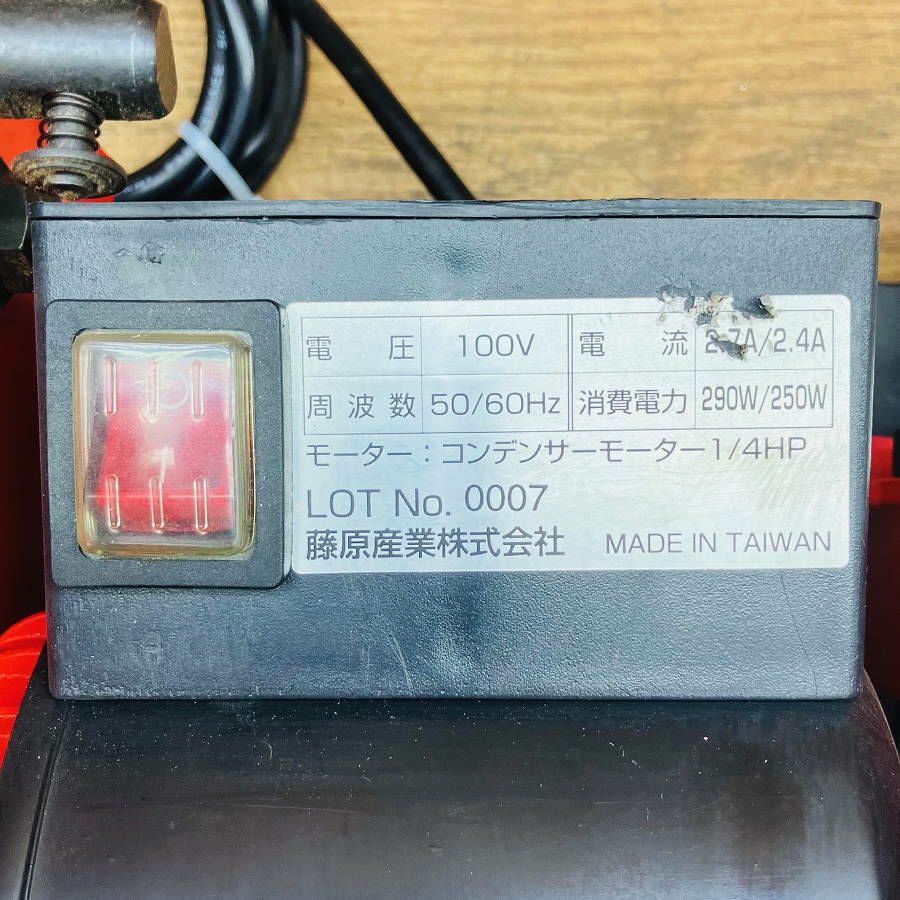 電圧 100V 電流 2.7A/2.4A
周波数 50/60Hz 消費電力 290W/250W
モーター：コンデンサーモーター1/4HP
LOT No. 0007
藤原産業株式会社 MADE IN TAIWAN